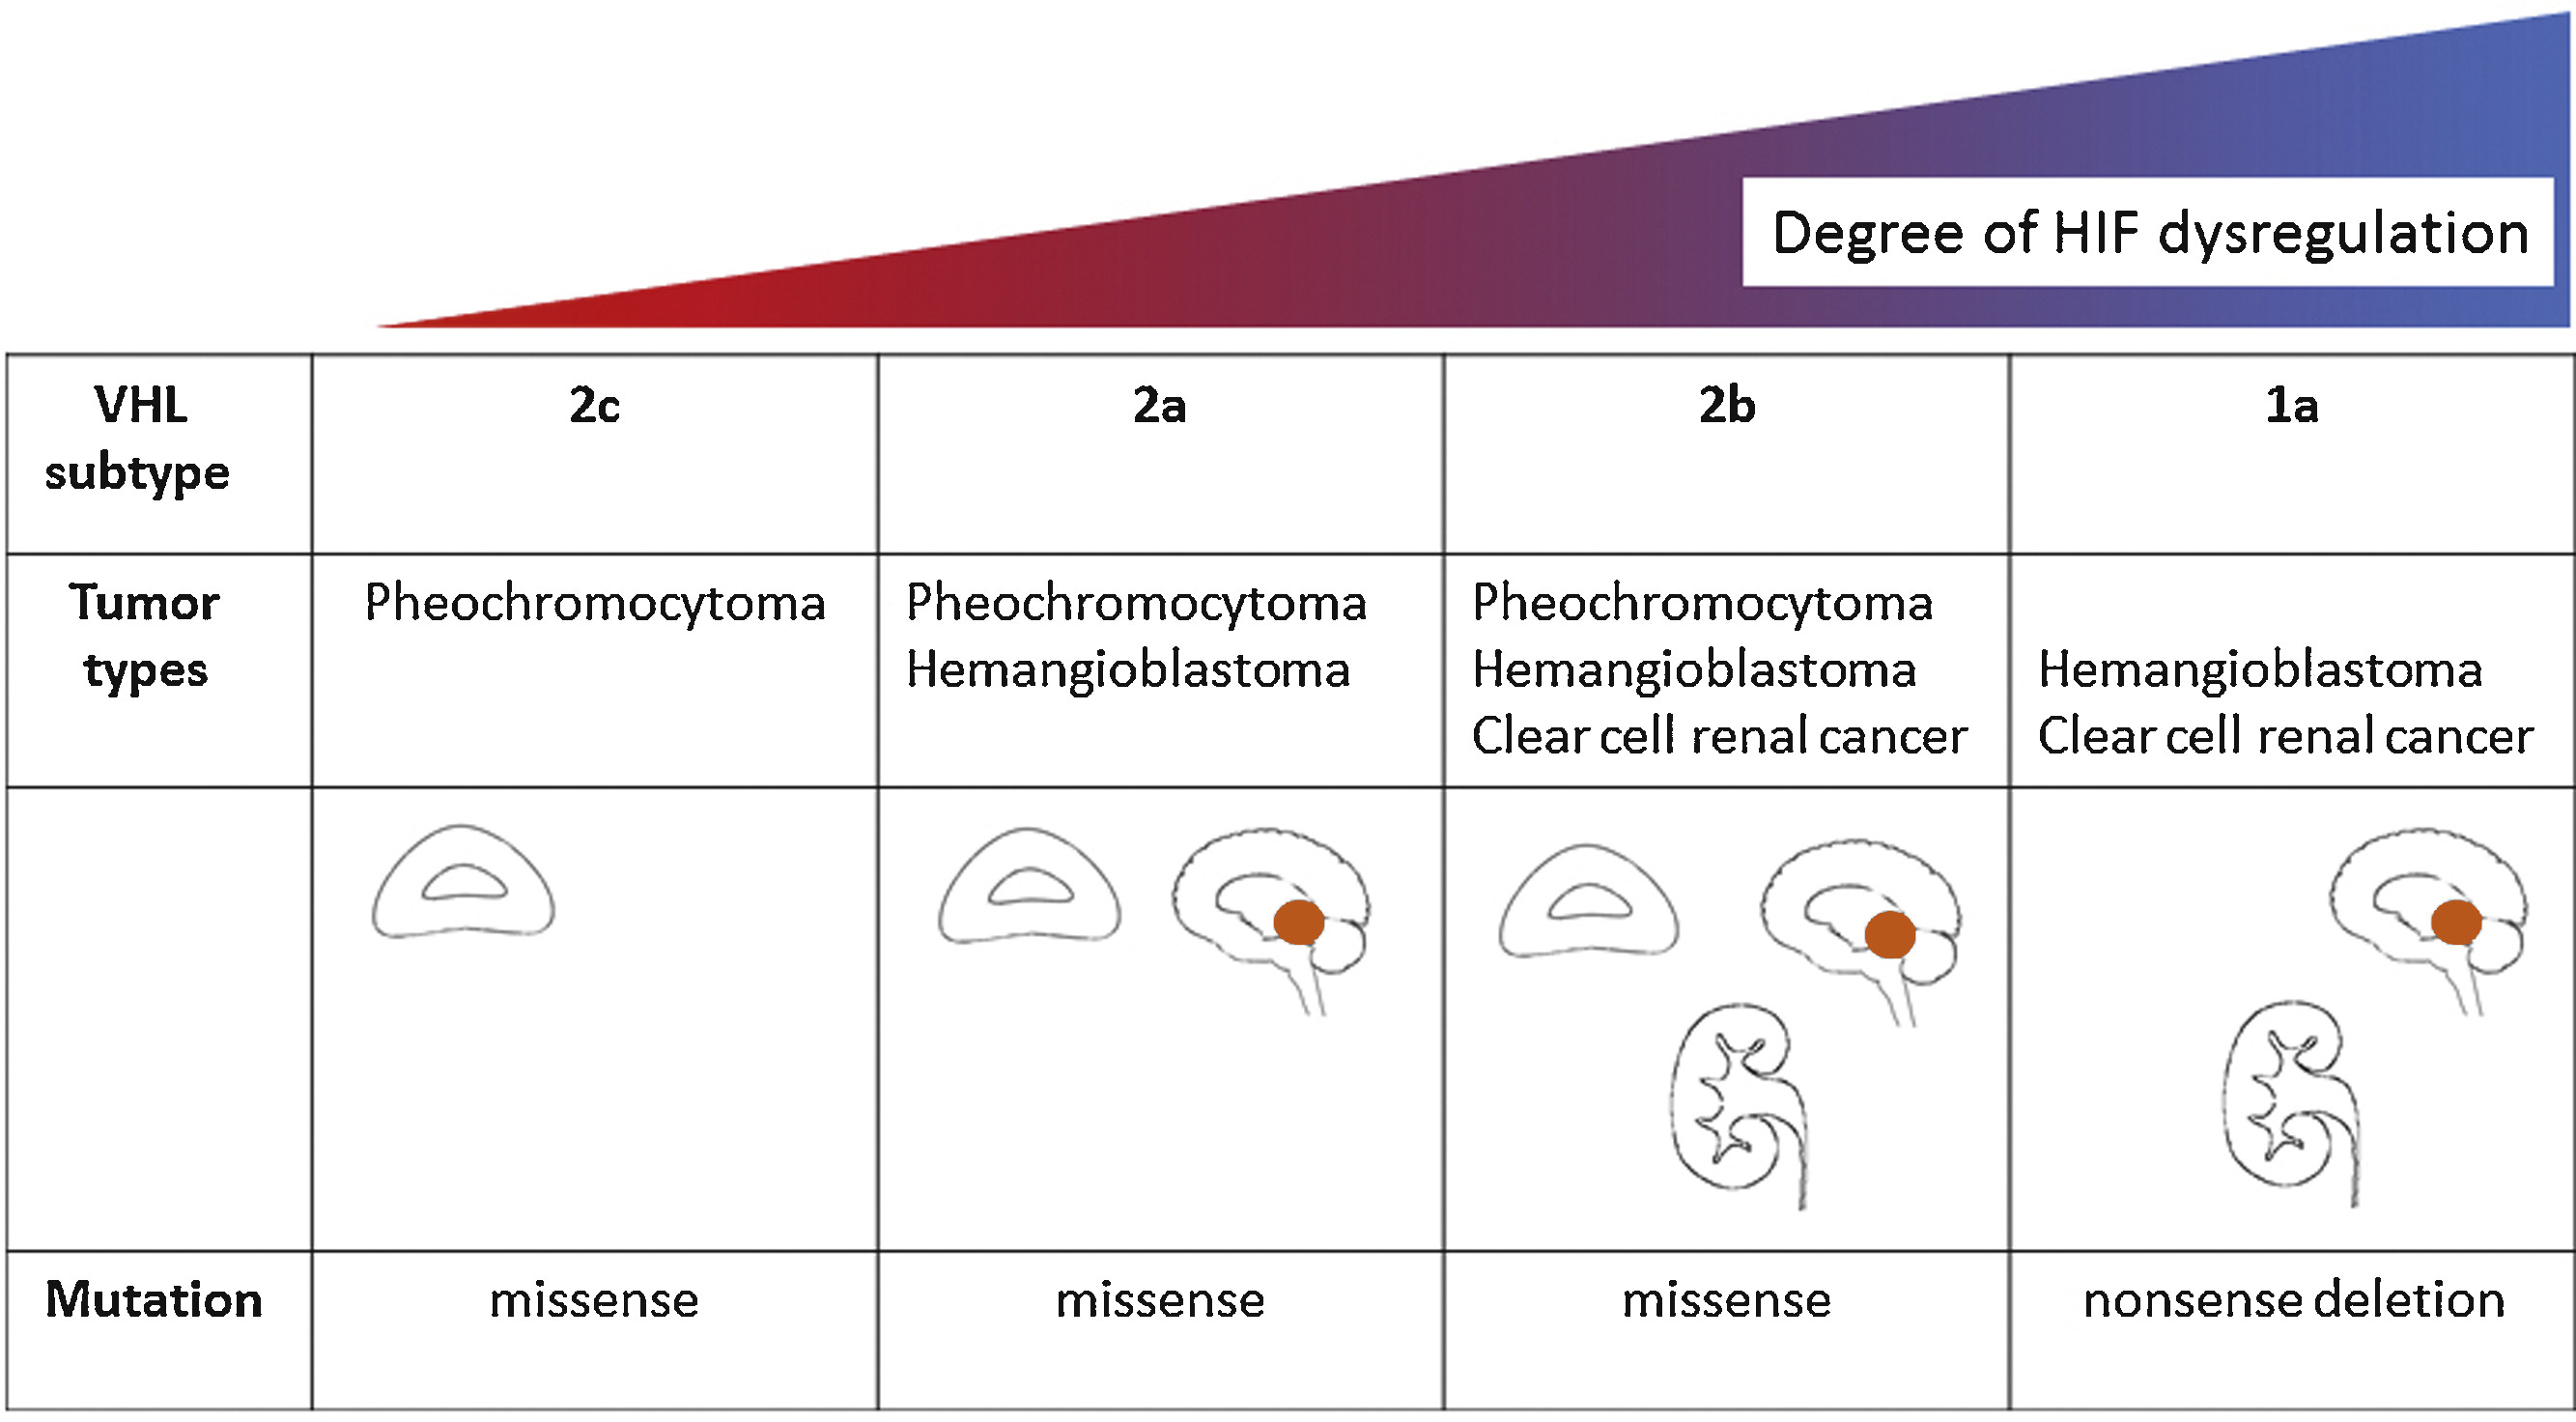 Degree of HIF dysregulation
VHL subtype
2c
2a
2b
1a
Tumor types
Pheochromocytoma
Pheochromocytoma
Hemangioblastoma
Pheochromocytoma
Hemangioblastoma
Clear cell renal cancer
Hemangioblastoma
Clear cell renal cancer
Mutation
missense
missense
missense
nonsense deletion